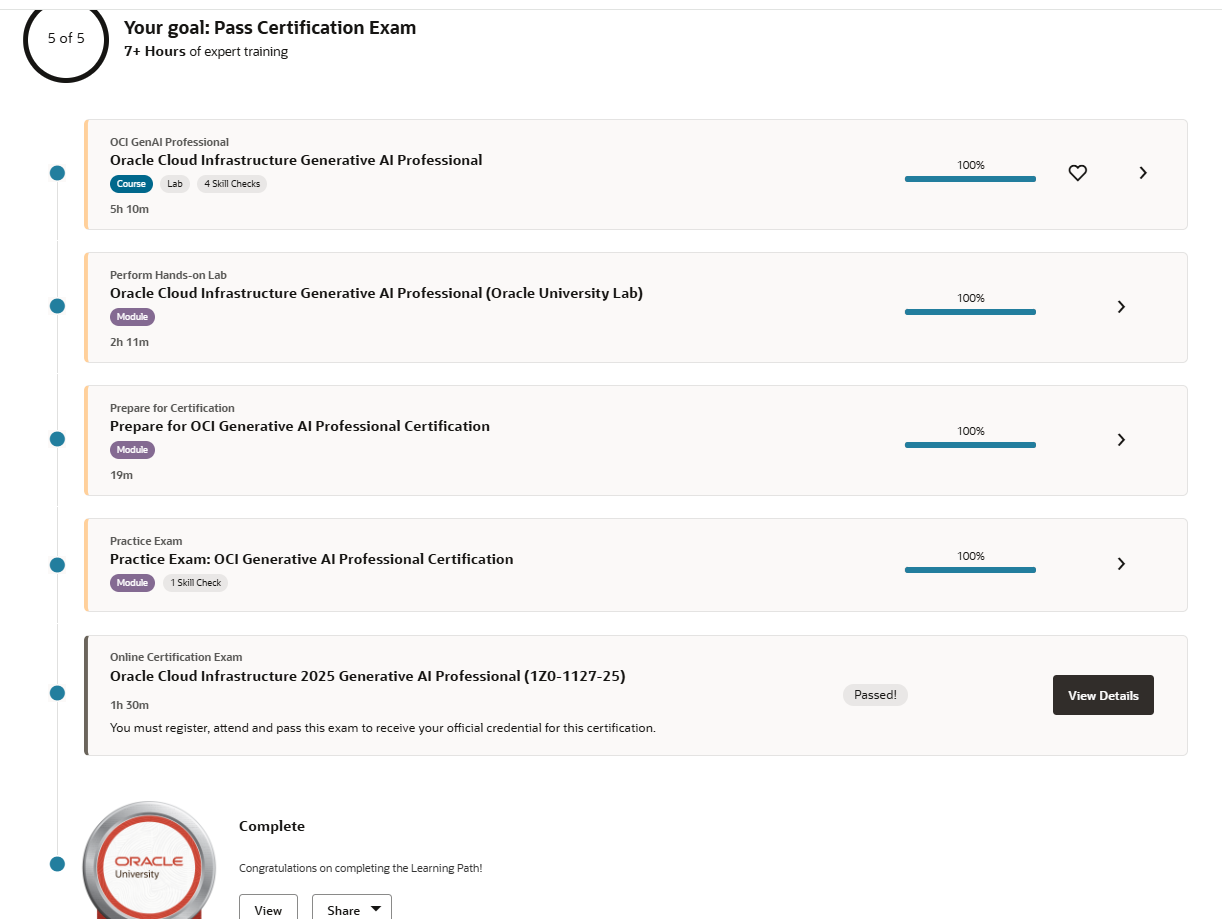 5 of 5
Your goal: Pass Certification Exam
7+ Hours of expert training
OCI GenAI Professional
Oracle Cloud Infrastructure Generative AI Professional
Course Lab 4 Skill Checks
5h 10m
100%
Perform Hands-on Lab
Oracle Cloud Infrastructure Generative AI Professional (Oracle University Lab)
Module
2h 11m
100%
Prepare for Certification
Prepare for OCI Generative AI Professional Certification
Module
19m
100%
Practice Exam
Practice Exam: OCI Generative AI Professional Certification
Module 1 Skill Check
100%
Online Certification Exam
Oracle Cloud Infrastructure 2025 Generative AI Professional (1Z0-1127-25)
1h 30m
You must register, attend and pass this exam to receive your official credential for this certification.
Passed!
View Details
ORACLE
University
Complete
Congratulations on completing the Learning Path!
View Share